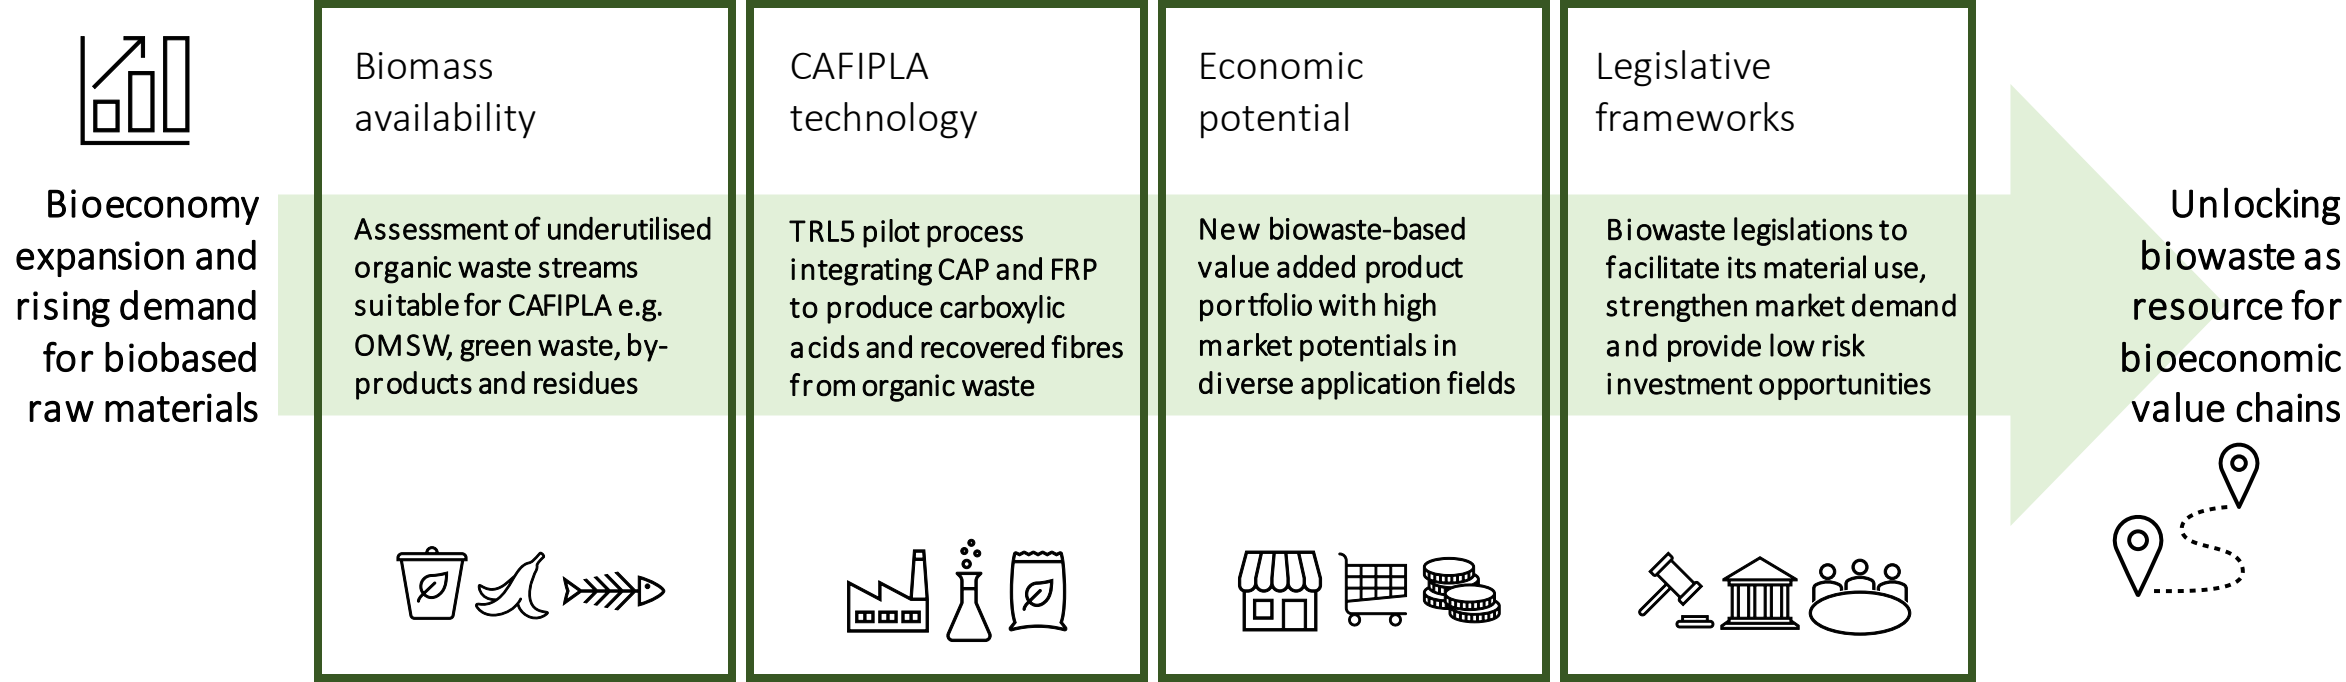 Bioeconomy
expansion and
rising demand
for biobased
raw materials
Biomass
availability
Assessment of underutilised
organic waste streams
suitable for CAFIPLA e.g.
OMSW, green waste, by-
products and residues
CAFIPLA
technology
TRL5 pilot process
integrating CAP and FRP
to produce carboxylic
acids and recovered fibres
from organic waste
Economic
potential
New biowaste-based
value added product
portfolio with high
market potentials in
diverse application fields
Legislative
frameworks
Biowaste legislations to
facilitate its material use,
strengthen market demand
and provide low risk
investment opportunities
Unlocking
biowaste as
resource for
bioeconomic
value chains